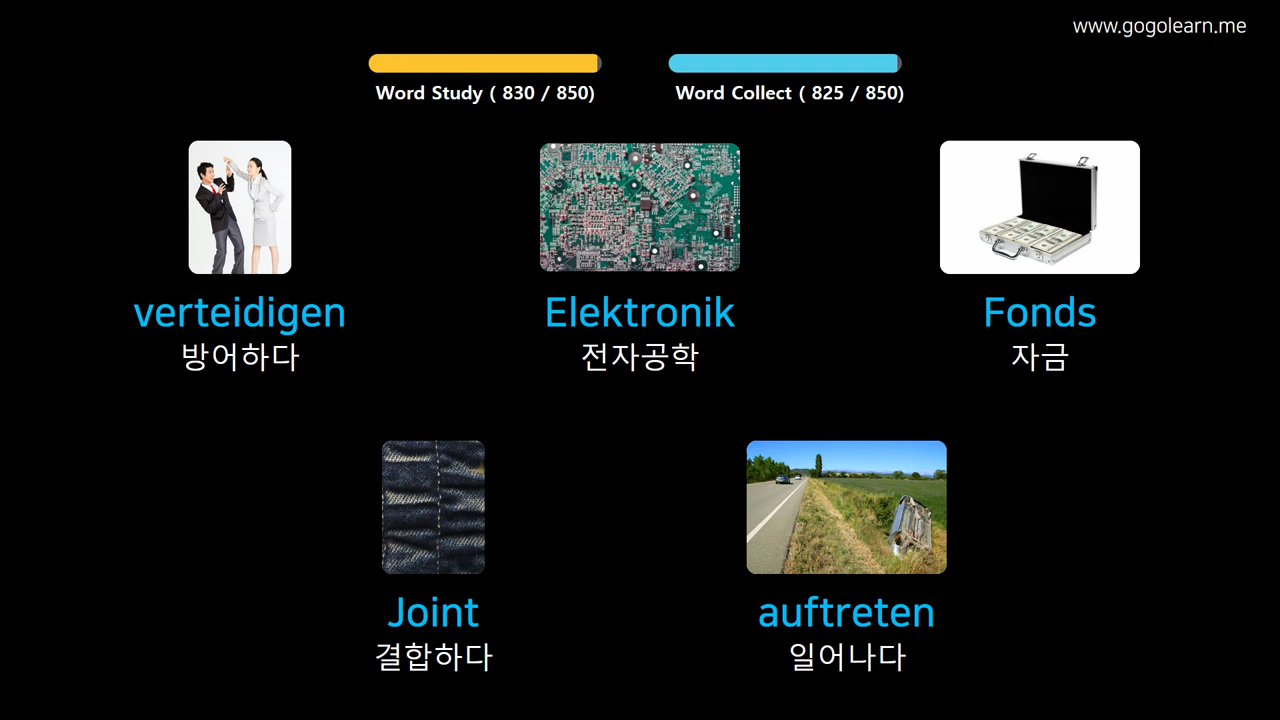 www.gogolearn.me
Word Study ( 830 / 850)
Word Collect ( 825 / 850)
verteidigen
방어하다
Elektronik
전자공학
Fonds
자금
Joint
결합하다
auftreten
일어나다